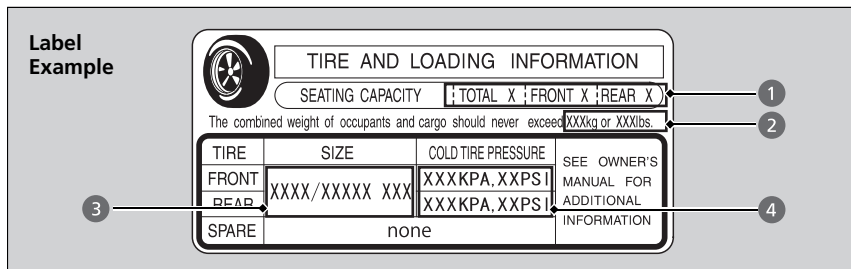 Label
Example
TIRE AND LOADING INFORMATION
SEATING CAPACITY TOTAL X FRONT X REAR X
1
The combined weight of occupants and cargo should never exceed XXXkg or XXXlbs.
2
TIRE SIZE COLD TIRE PRESSURE SEE OWNER'S
FRONT XXXX/XXXXX XXX XXXKPA,XXPSI MANUAL FOR
REAR XXXKPA,XXPSI ADDITIONAL
3
4
INFORMATION
SPARE none